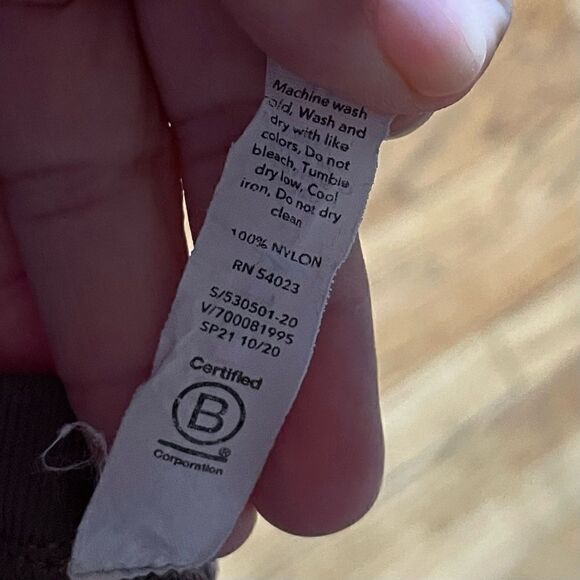 Machine wash
old, Wash and
dry with like
colors, Do not
bleach, Tumble
dry low, Cool
iron, Do not dry
clean
100% NYLON
RN 54023
S/530501-20
V/700081995
SP21 10/20
Certified
B
®
Corporation